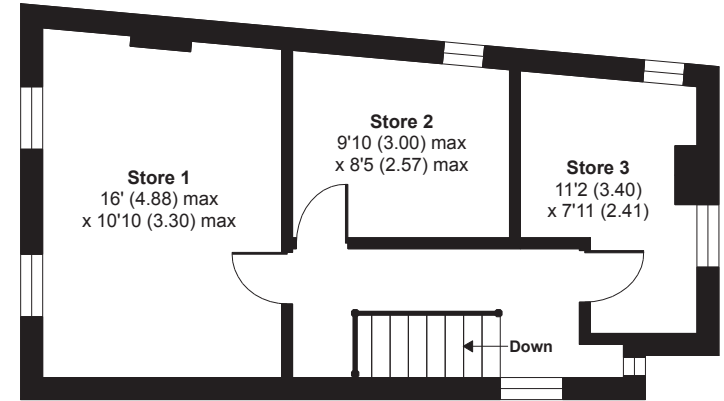 Store 1
16' (4.88) max
x 10'10 (3.30) max
Store 2
9'10 (3.00) max
x 8'5 (2.57) max
Store 3
11'2 (3.40)
x 7'11 (2.41)
Down